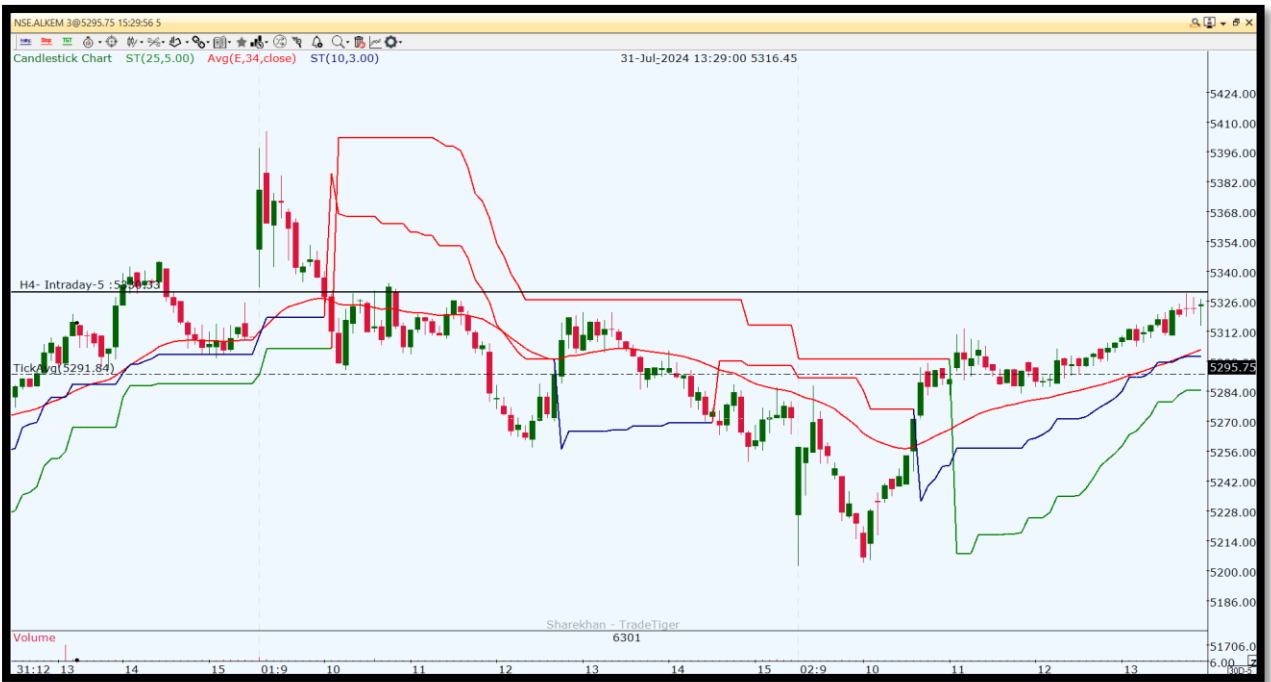 NSE.ALKEM 3@5295.75 15:29:56 5
Candlestick Chart ST(25,5.00) Avg(E,34,close) ST(10,3.00) 31-Jul-2024 13:29:00 5316.45
5424.00
5410.00
5396.00
5382.00
5368.00
5354.00
5340.00
H4- Intraday-5 :5330.33
5326.00
5312.00
TickAvg(5291.84)
5295.75
5284.00
5270.00
5256.00
5242.00
5228.00
5214.00
5200.00
5186.00
Sharekhan - TradeTiger
Volume 6301
51706.0
6.00
31:12 13 14 15 01:9 10 11 12 13 14 15 02:9 10 11 12 13 30D-5